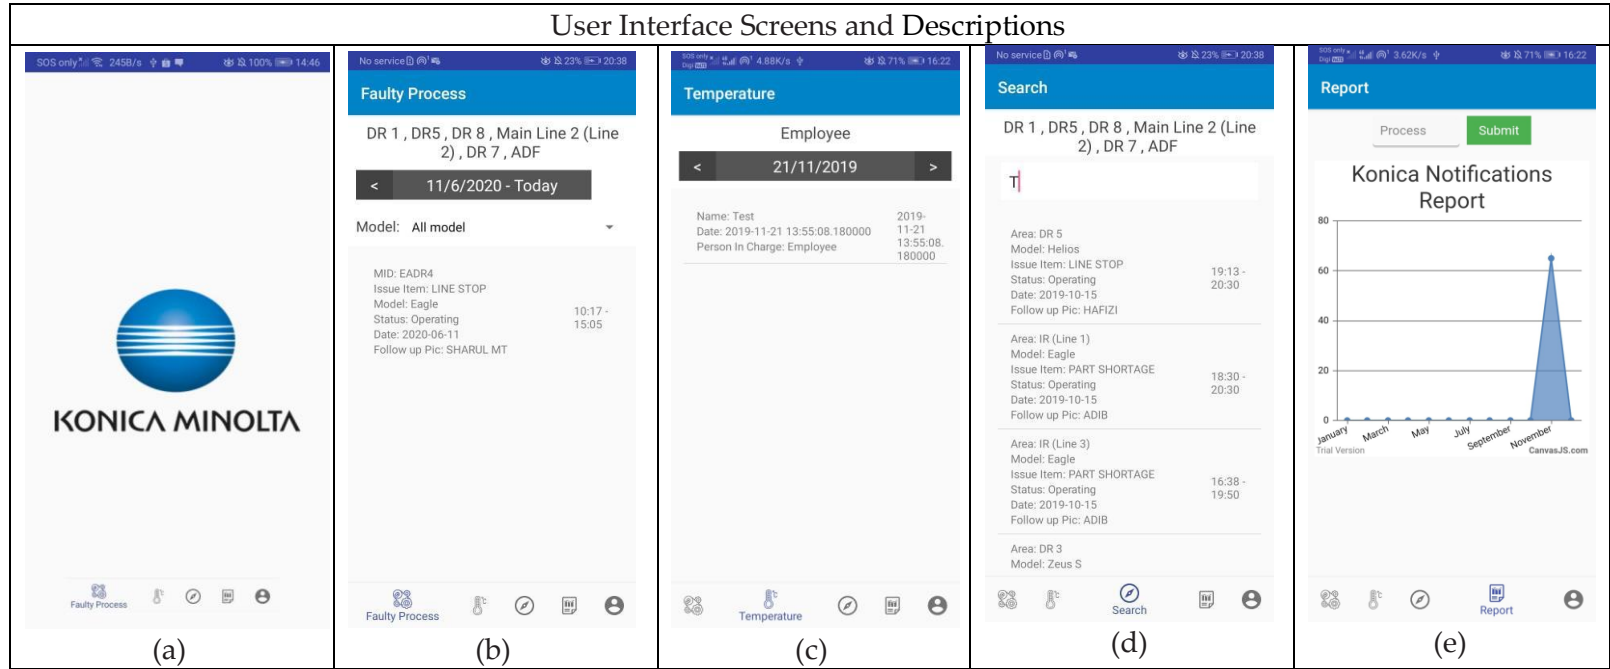 User Interface Screens and Descriptions
SOS only 245B/s 100% 14:46
KONICA MINOLTA
Faulty Process
(a)
No service 23% 20:38
Faulty Process
DR 1 , DR5 , DR 8 , Main Line 2 (Line
2) , DR 7 , ADF
< 11/6/2020 - Today
Model: All model
MID: EADR4
Issue Item: LINE STOP
Model: Eagle
Status: Operating
Date: 2020-06-11
Follow up Pic: SHARUL MT
10:17 -
15:05
Faulty Process
(b)
SOS only
Digi 4.88K/s 71% 16:22
Temperature
Employee
< 21/11/2019 >
Name: Test
Date: 2019-11-21 13:55:08.180000
Person In Charge: Employee
2019-
11-21
13:55:08.
180000
Temperature
(c)
No service 23% 20:38
Search
DR 1 , DR5 , DR 8 , Main Line 2 (Line
2) , DR 7 , ADF
T
Area: DR 5
Model: Helios
Issue Item: LINE STOP
Status: Operating
Date: 2019-10-15
Follow up Pic: HAFIZI
19:13 -
20:30
Area: IR (Line 1)
Model: Eagle
Issue Item: PART SHORTAGE
Status: Operating
Date: 2019-10-15
Follow up Pic: ADIB
18:30 -
20:30
Area: IR (Line 3)
Model: Eagle
Issue Item: PART SHORTAGE
Status: Operating
Date: 2019-10-15
Follow up Pic: ADIB
16:38 -
19:50
Area: DR 3
Model: Zeus S
Search
(d)
SOS only
Digi 3.62K/s 71% 16:22
Report
Process Submit
Konica Notifications
Report
80
60
40
20
0
January March May July September November
Trial Version CanvasJS.com
Report
(e)